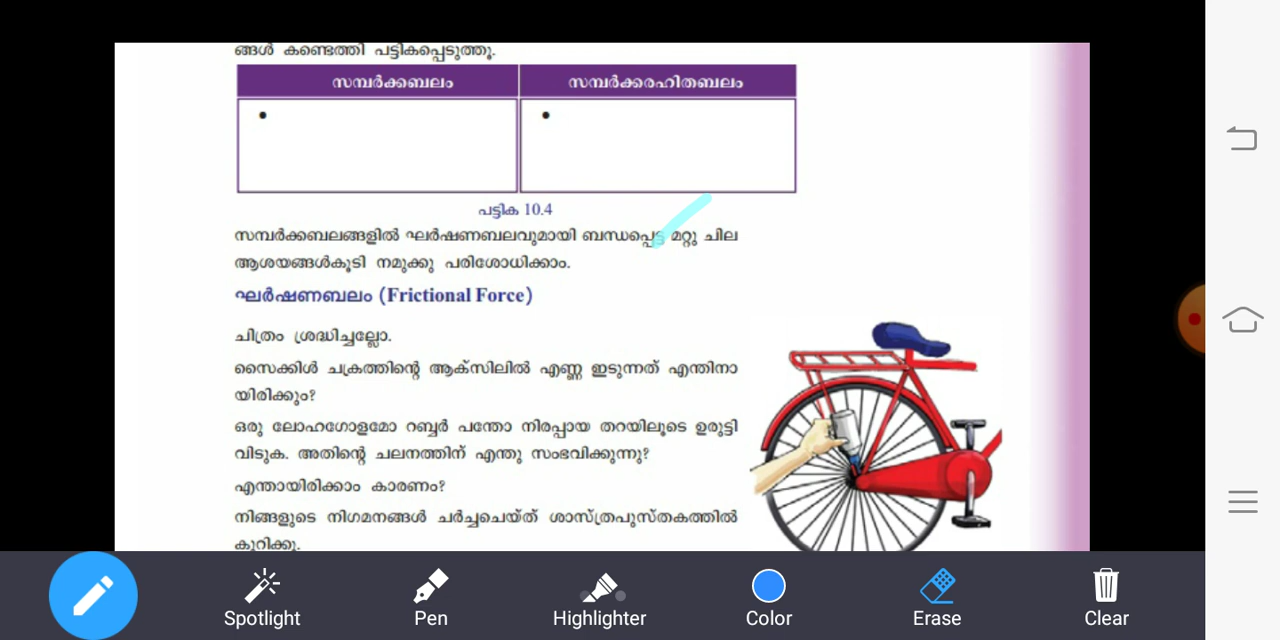 ങ്ങൾ കണ്ടെത്തി പട്ടികപ്പെടുത്തൂ.
സമ്പർക്കബലം സമ്പർക്കരഹിതബലം
• •
പട്ടിക 10.4
സമ്പർക്കബലങ്ങളിൽ ഘർഷണബലവുമായി ബന്ധപ്പെട്ട മറ്റു ചില
ആശയങ്ങൾകൂടി നമുക്കു പരിശോധിക്കാം.
ഘർഷണബലം (Frictional Force)
ചിത്രം ശ്രദ്ധിച്ചല്ലോ.
സൈക്കിൾ ചക്രത്തിന്റെ ആക്സിലിൽ എണ്ണ ഇടുന്നത് എന്തിനാ
യിരിക്കും?
ഒരു ലോഹഗോളമോ റബ്ബർ പന്തോ നിരപ്പായ തറയിലൂടെ ഉരുട്ടി
വിടുക. അതിന്റെ ചലനത്തിന് എന്തു സംഭവിക്കുന്നു?
എന്തായിരിക്കാം കാരണം?
നിങ്ങളുടെ നിഗമനങ്ങൾ ചർച്ചചെയ്ത് ശാസ്ത്രപുസ്തകത്തിൽ
കുറിക്കൂ.
Spotlight Pen Highlighter Color Erase Clear